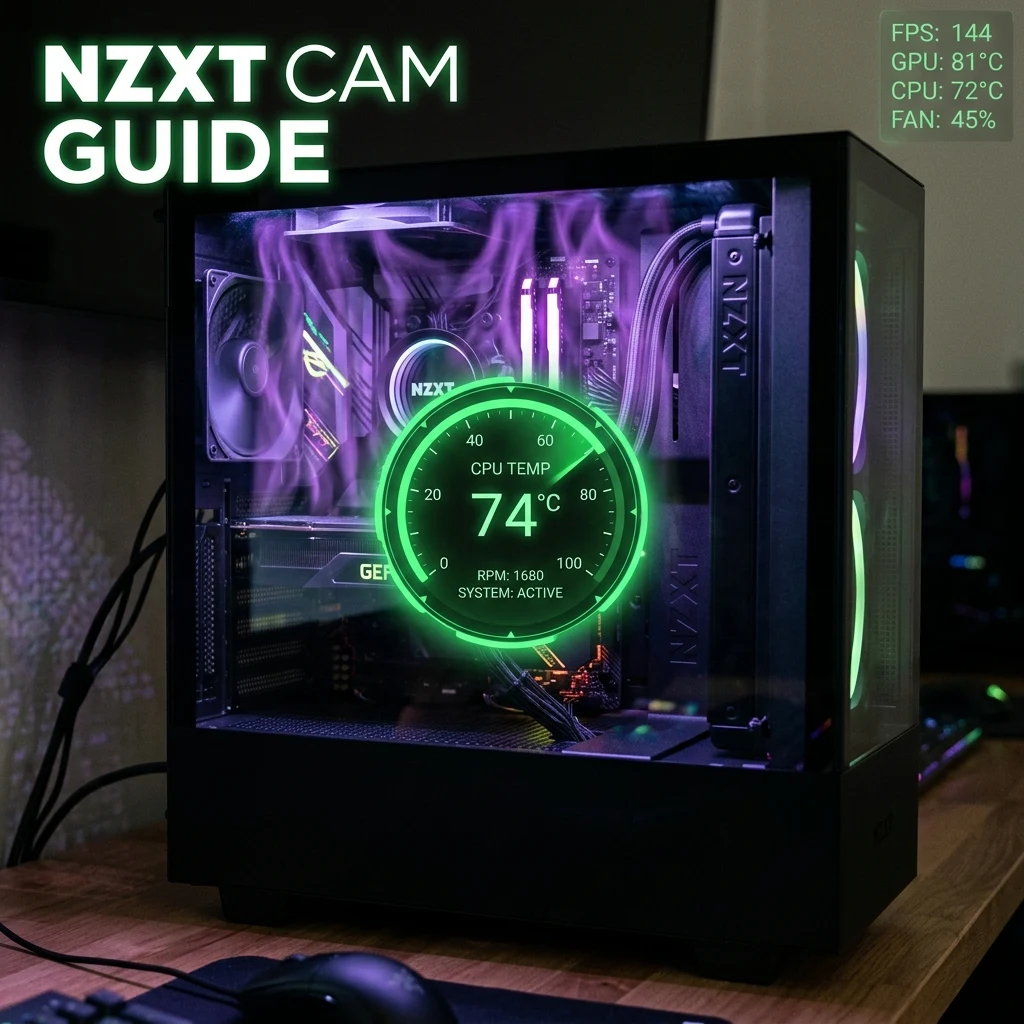 NZXT CAM
GUIDE
FPS: 144
GPU: 81°C
CPU: 72°C
FAN: 45%
NZXT
NZXT
40
60
CPU TEMP
20
74°C
80
0
100
RPM: 1680
SYSTEM: ACTIVE
GEF
NZXT